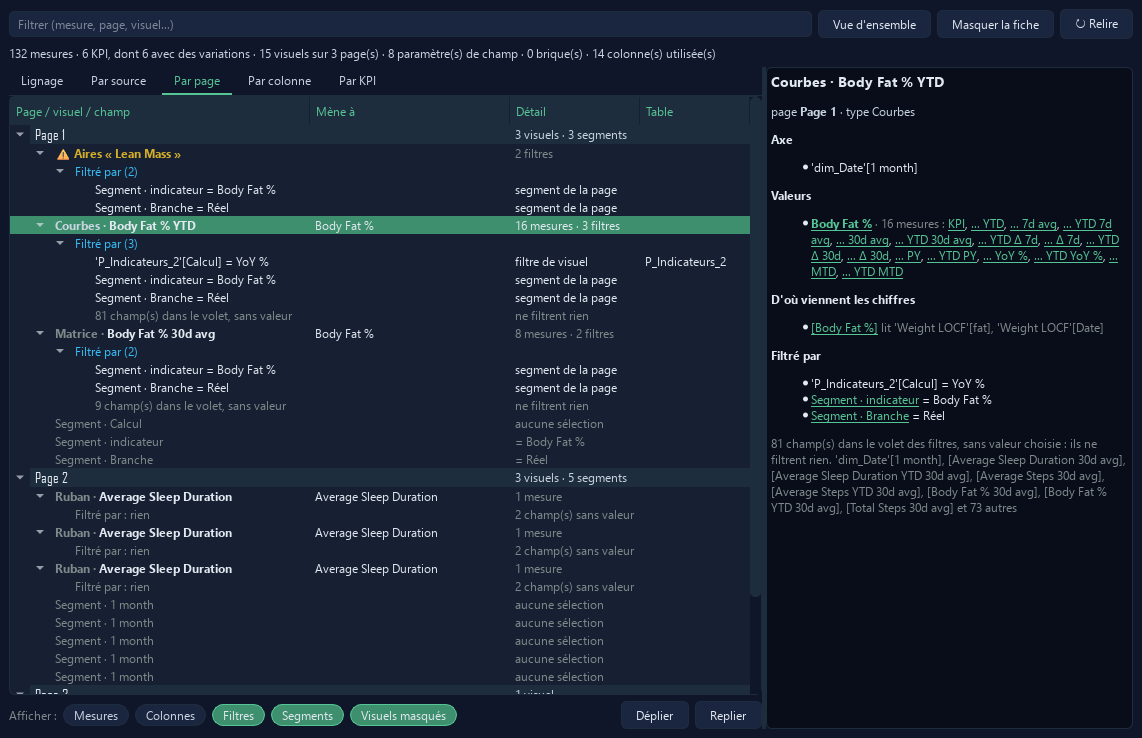 Filtrer (mesure, page, visuel...)
Vue d'ensemble
Masquer la fiche
↻ Relire
132 mesures · 6 KPI, dont 6 avec des variations · 15 visuels sur 3 page(s) · 8 paramètre(s) de champ · 0 brique(s) · 14 colonne(s) utilisée(s)
Lignage Par source Par page Par colonne Par KPI
Page / visuel / champ Mène à Détail Table
Page 1 3 visuels · 3 segments
Aires « Lean Mass » 2 filtres
Filtré par (2)
Segment · indicateur = Body Fat % segment de la page
Segment · Branche = Réel segment de la page
Courbes · Body Fat % YTD Body Fat % 16 mesures · 3 filtres
Filtré par (3)
'P_Indicateurs_2'[Calcul] = YoY % filtre de visuel P_Indicateurs_2
Segment · indicateur = Body Fat % segment de la page
Segment · Branche = Réel segment de la page
81 champ(s) dans le volet, sans valeur ne filtrent rien
Matrice · Body Fat % 30d avg Body Fat % 8 mesures · 2 filtres
Filtré par (2)
Segment · indicateur = Body Fat % segment de la page
Segment · Branche = Réel segment de la page
9 champ(s) dans le volet, sans valeur ne filtrent rien
Segment · Calcul aucune sélection
Segment · indicateur = Body Fat %
Segment · Branche = Réel
Page 2 3 visuels · 5 segments
Ruban · Average Sleep Duration Average Sleep Duration 1 mesure
Filtré par : rien 2 champ(s) sans valeur
Ruban · Average Sleep Duration Average Sleep Duration 1 mesure
Filtré par : rien 2 champ(s) sans valeur
Ruban · Average Sleep Duration Average Sleep Duration 1 mesure
Filtré par : rien 2 champ(s) sans valeur
Segment · 1 month aucune sélection
Segment · 1 month aucune sélection
Segment · 1 month aucune sélection
Segment · 1 month aucune sélection
Segment · 1 month aucune sélection
Page 3 1 visuel
Afficher : Mesures Colonnes Filtres Segments Visuels masqués Déplier Replier
Courbes · Body Fat % YTD
page Page 1 · type Courbes
Axe
• 'dim_Date'[1 month]
Valeurs
• Body Fat % · 16 mesures : KPI, ... YTD, ... 7d avg, ... YTD 7d
avg, ... 30d avg, ... YTD 30d avg, ... YTD Δ 7d, ... Δ 7d, ... YTD
Δ 30d, ... Δ 30d, ... PY, ... YTD PY, ... YoY %, ... YTD YoY %, ...
MTD, ... YTD MTD
D'où viennent les chiffres
• [Body Fat %] lit 'Weight LOCF'[fat], 'Weight LOCF'[Date]
Filtré par
• 'P_Indicateurs_2'[Calcul] = YoY %
• Segment · indicateur = Body Fat %
• Segment · Branche = Réel
81 champ(s) dans le volet des filtres, sans valeur choisie : ils ne
filtrent rien. 'dim_Date'[1 month], [Average Sleep Duration 30d avg],
[Average Sleep Duration YTD 30d avg], [Average Steps 30d avg],
[Average Steps YTD 30d avg], [Body Fat % 30d avg], [Body Fat %
YTD 30d avg], [Total Steps 30d avg] et 73 autres